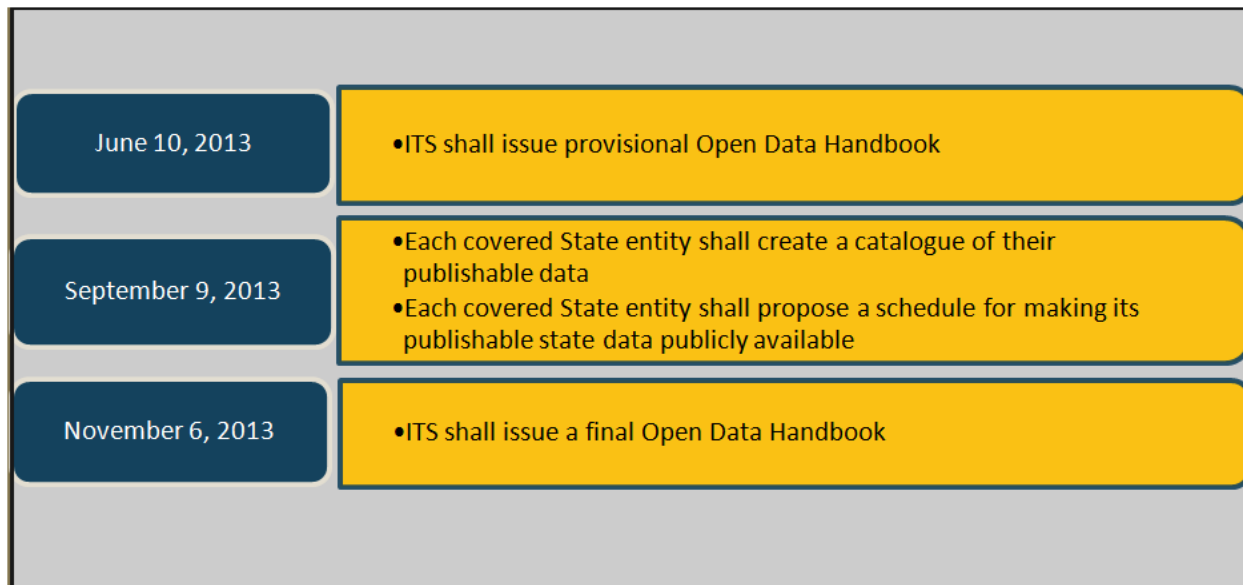 June 10, 2013
•ITS shall issue provisional Open Data Handbook
September 9, 2013
•Each covered State entity shall create a catalogue of their
publishable data
•Each covered State entity shall propose a schedule for making its
publishable state data publicly available
November 6, 2013
•ITS shall issue a final Open Data Handbook